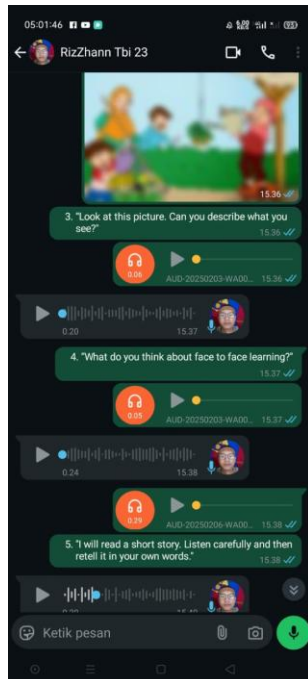 05:01:46
RizZhann Tbi 23
15.36
3. "Look at this picture. Can you describe what you
see?"
15.36
0.06
AUD-20250203-WA00... 15.36
0:20 15.37
4. "What do you think about face to face learning?"
15.37
0.05
AUD-20250203-WA00... 15.37
0:24 15.38
0.29
AUD-20250206-WA00... 15.38
5. "I will read a short story. Listen carefully and then
retell it in your own words."
15.38
15.40
Ketik pesan